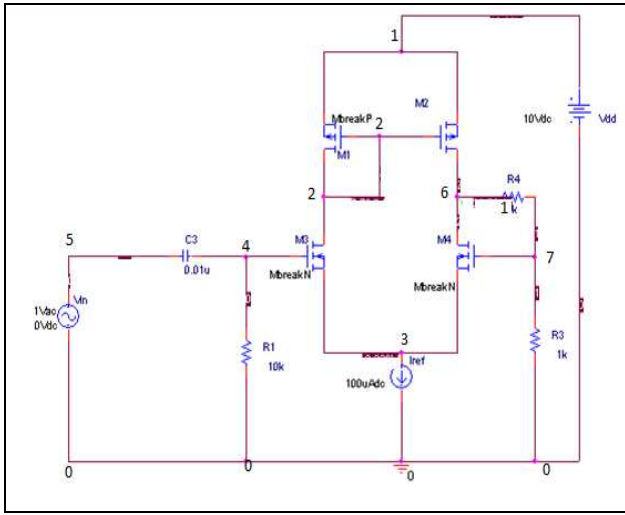 1
M2
MbreakP
2
10Vdc
Vdd
M1
2
6
R4
1
k
5
C3
4
M3
M4
7
0.01u
MbreakN
MbreakN
Vin
1Vac
0Vdc
3
R1
Iref
R3
10k
100uAdc
1k
0
0
0
0